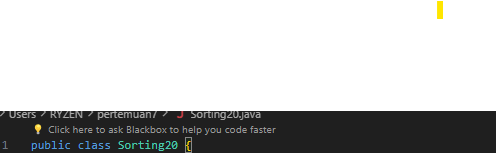 Users > RYZEN > pertemuan7 > J Sorting20.java
Click here to ask Blackbox to help you code faster
1 public class Sorting20 {